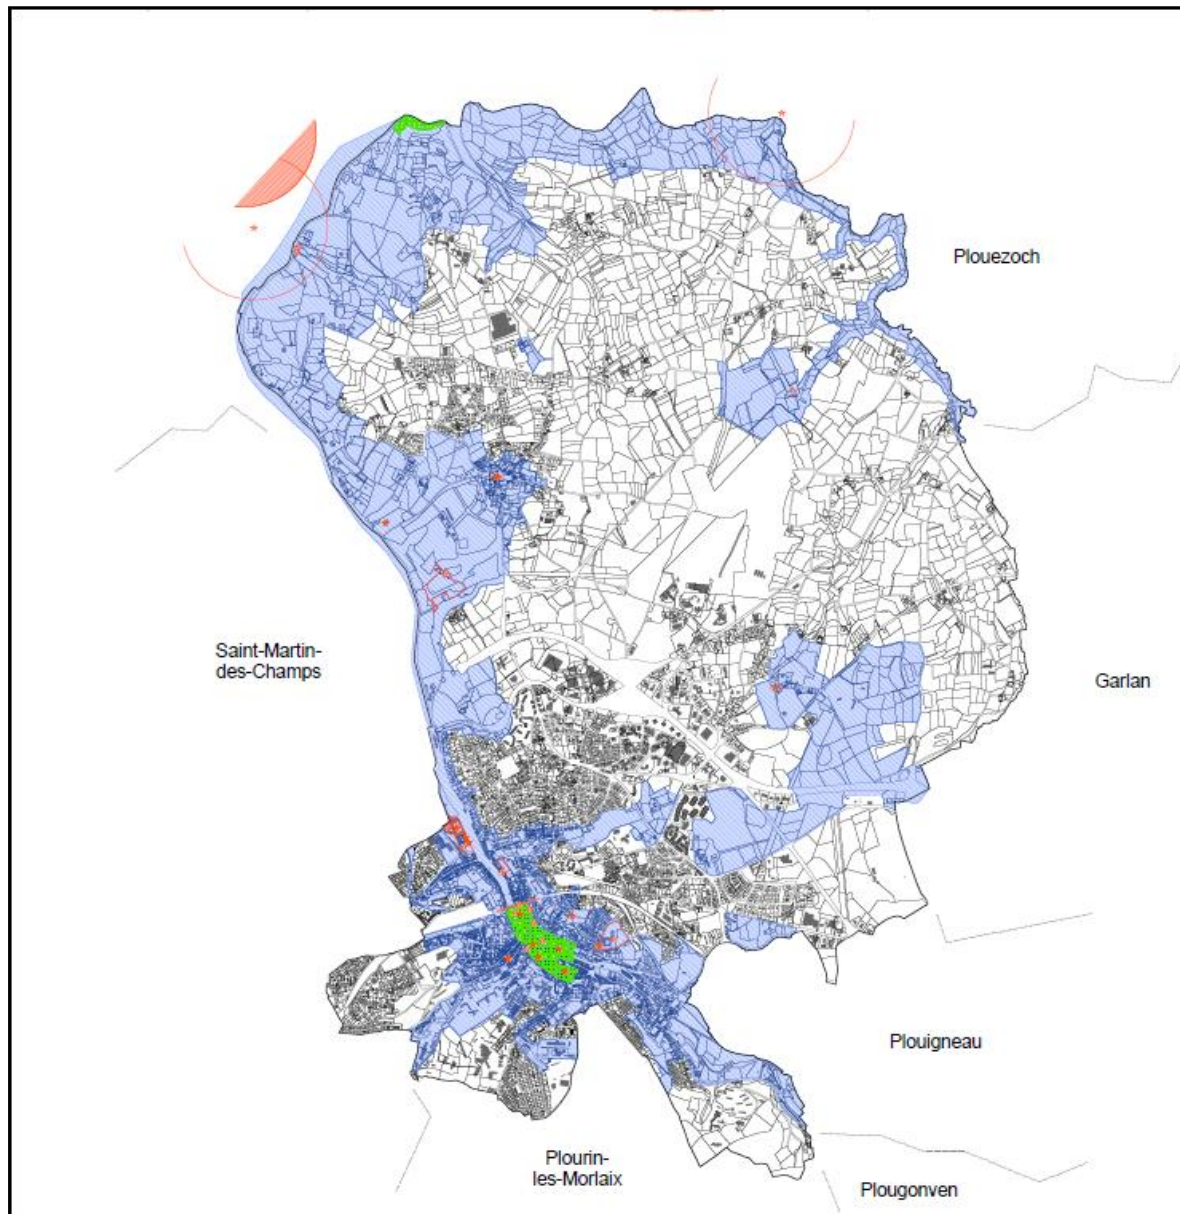 Plouezoch
Saint-Martin-
des-Champs
Garlan
Plouigneau
Plourin-
les-Morlaix
Plougonven